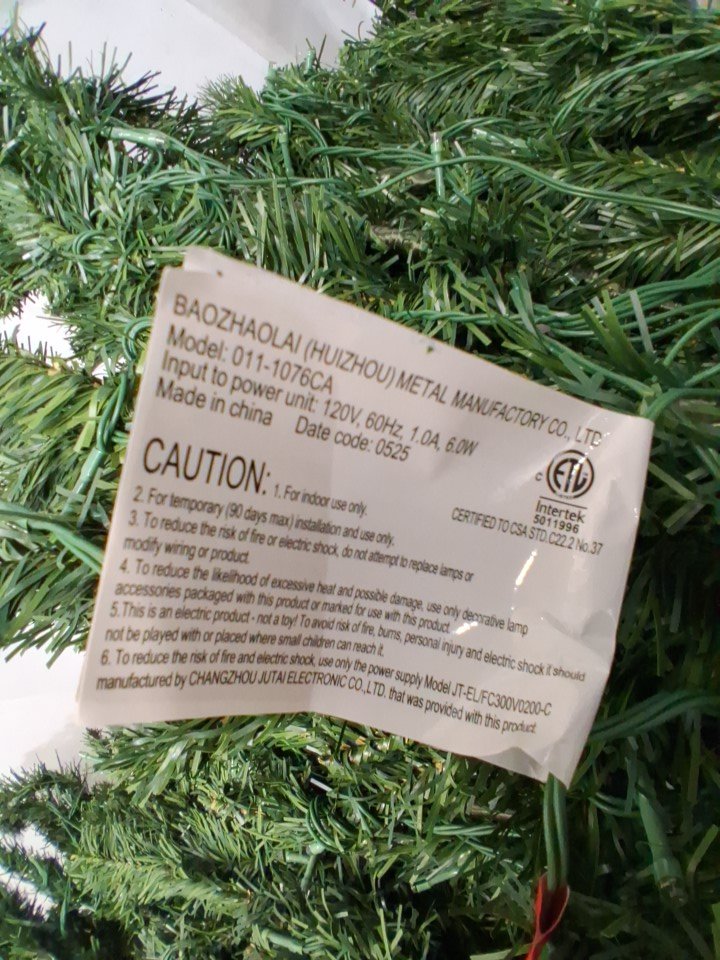 BAOZHAOLAI (HUIZHOU) METAL MANUFACTORY CO., LTD
Model: 011-1076CA
Input to power unit: 120V, 60Hz, 1.0A, 6.0W
Made in china Date code: 0525
CAUTION: 1. For indoor use only.
2. For temporary (90 days max) installation and use only.
3. To reduce the risk of fire or electric shock, do not attempt to replace lamps or
modify wiring or product.
4. To reduce the likelihood of excessive heat and possible damage, use only decorative lamp
accessories packaged with this product or marked for use with this product.
5.This is an electric product - not a toy! To avoid risk of fire, burns, personal injury and electric shock it should
not be played with or placed where small children can reach it.
6. To reduce the risk of fire and electric shock, use only the power supply Model JT-EL/FC300V0200-C
manufactured by CHANGZHOU JUTAI ELECTRONIC CO.,LTD. that was provided with this product.
C ETL
Intertek
5011996
CERTIFIED TO CSA STD.C22.2 No.37